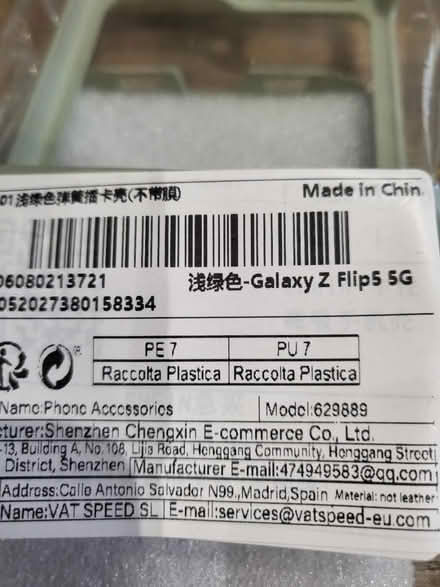 01浅绿色弹簧插卡壳(不带膜) Made in Chin
06080213721 浅绿色-Galaxy Z Flip5 5G
052027380158334
PE 7 PU 7
Raccolta Plastica Raccolta Plastica
Name:Phone Accessories Model:629889
cturer:Shenzhen Chengxin E-commerce Co., Ltd.
-13, Building A, No.108, Lijia Road, Henggang Community, Henggang Street
District, Shenzhen Manufacturer E-mail:474949583@qq.com
Address:Calle Antonio Salvador N99.,Madrid,Spain Material: not leather
Name:VAT SPEED SL E-mail:services@vatspeed-eu.com